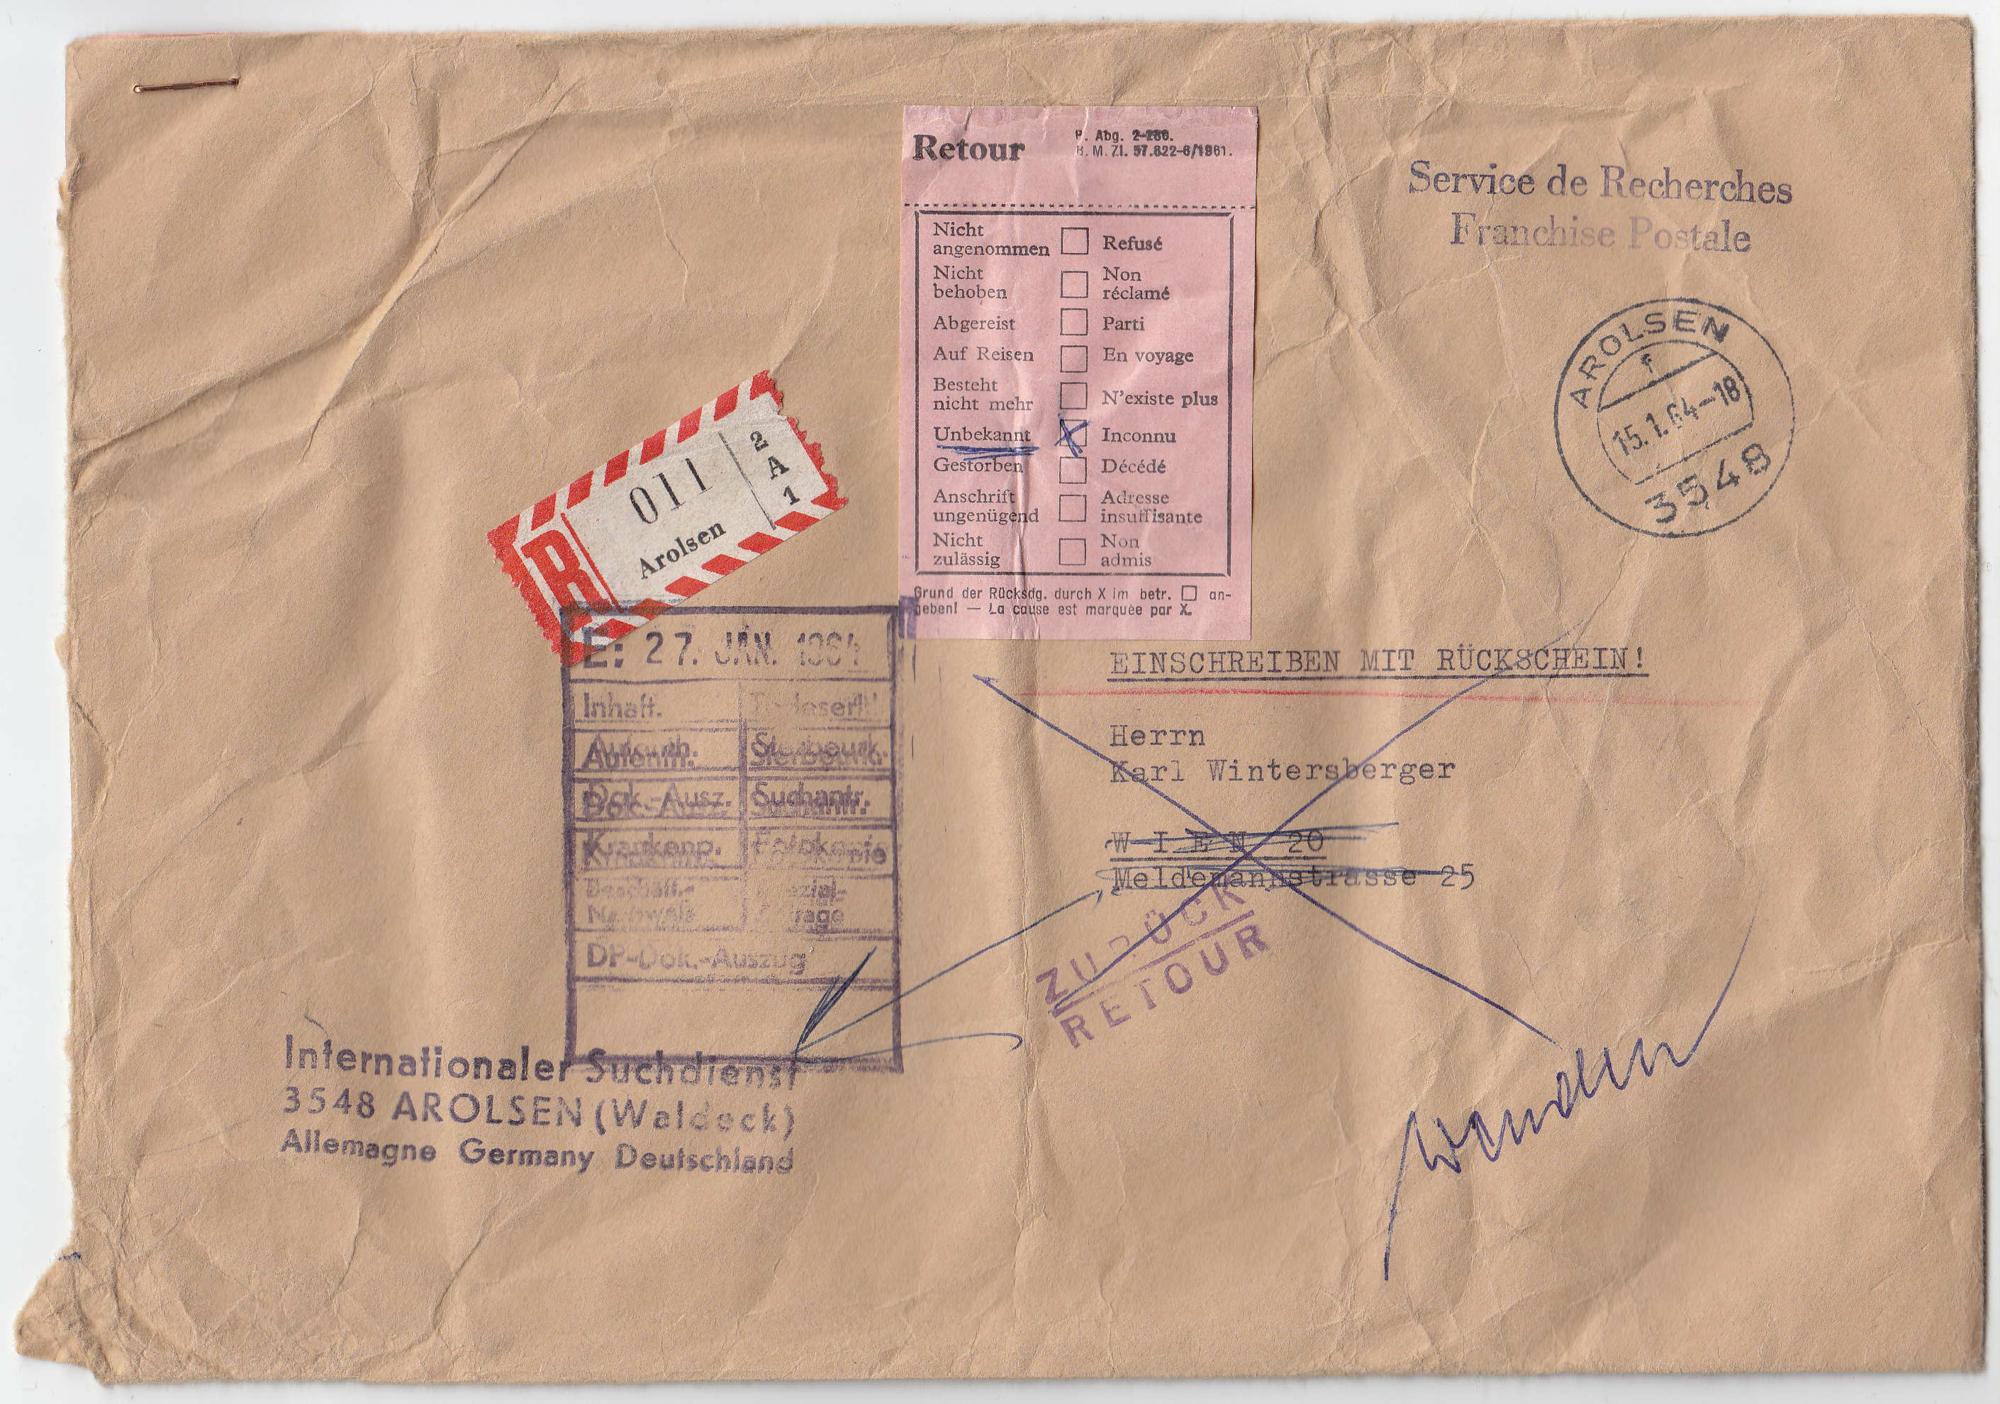 Retour
P. Abg. 2-286.
B. M. Zl. 57.822-6/1961.
Nicht angenommen Refusé
Nicht behoben Non réclamé
Abgereist Parti
Auf Reisen En voyage
Besteht nicht mehr N'existe plus
Unbekannt X Inconnu
Gestorben Décédé
Anschrift ungenügend Adresse insuffisante
Nicht zulässig Non admis
Grund der Rücksdg. durch X im betr. an-
geben! — La cause est marquée par X.
Service de Recherches
Franchise Postale
AROLSEN
f
15.1.64-18
3548
R
011
Arolsen
2
A
1
E: 27. JAN. 1964
Inhaft.
Aufenth. Sterbeurk.
Dok.-Ausz. Suchantr.
Krankenp. Fotokopie
DP-Dok.-Auszug
EINSCHREIBEN MIT RÜCKSCHEIN!
Herrn
Karl Wintersberger
W I E N 20
Meldemannstrasse 25
ZURÜCK
RETOUR
Wenden
Internationaler Suchdienst
3548 AROLSEN (Waldeck)
Allemagne Germany Deutschland